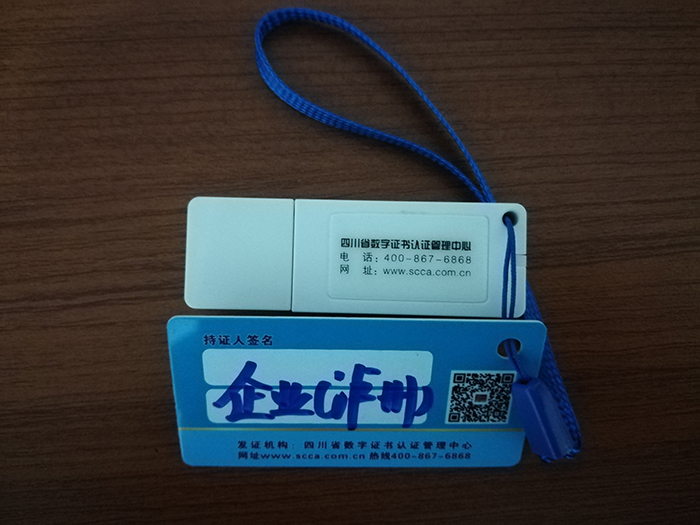 四川省数字证书认证管理中心
电 话：400-867-6868
网 址：www.scca.com.cn
持证人签名
企业(泸册)
发证机构：四川省数字证书认证管理中心
网址www.scca.com.cn 热线400-867-6868